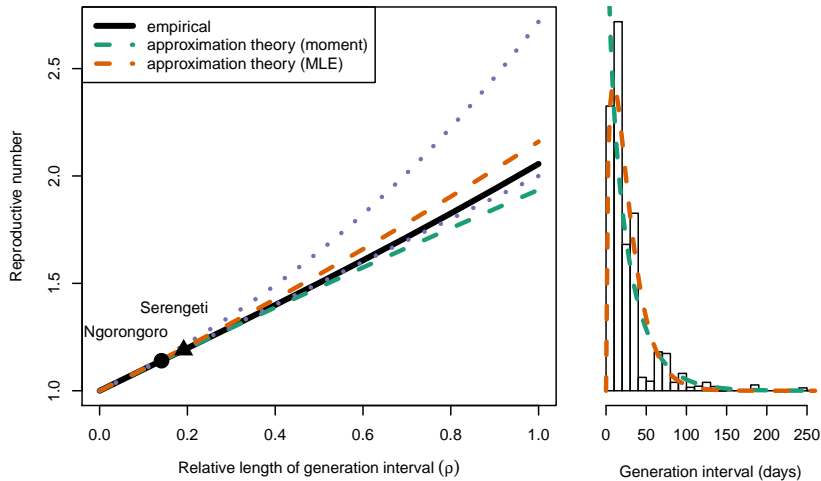 empirical
approximation theory (moment)
approximation theory (MLE)
Reproductive number
2.5
2.0
1.5
1.0
Serengeti
Ngorongoro
0.0 0.2 0.4 0.6 0.8 1.0
Relative length of generation interval (ρ)
0 50 100 150 200 250
Generation interval (days)